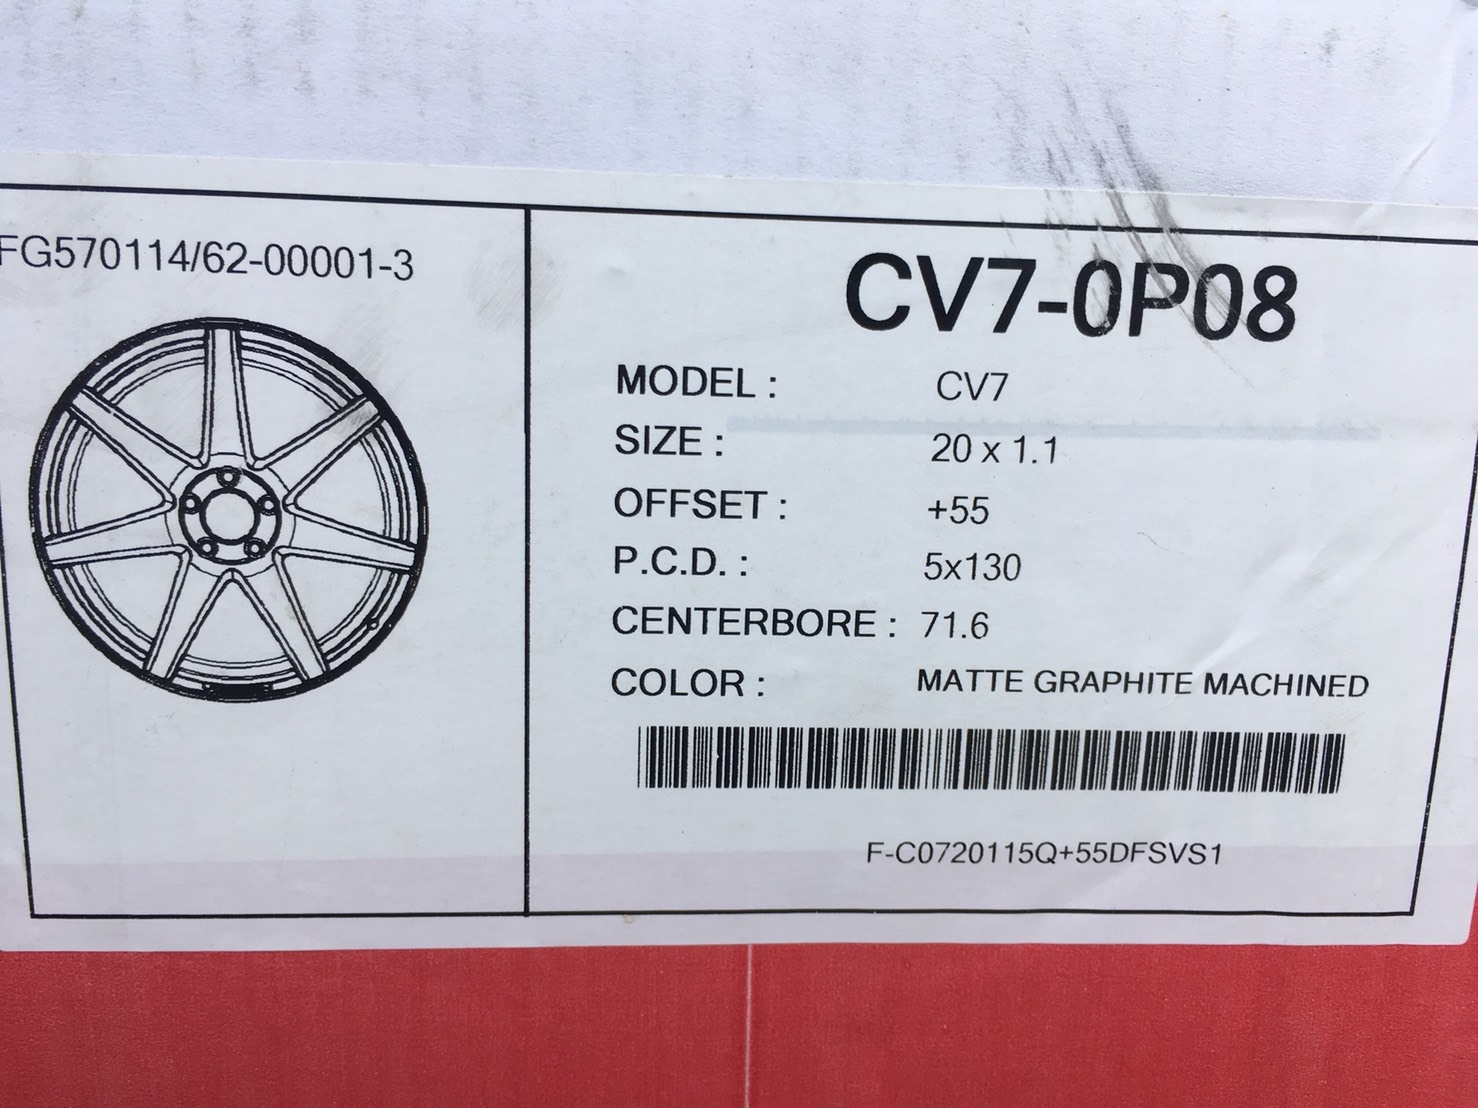 FG570114/62-00001-3
CV7-0P08
MODEL : CV7
SIZE : 20 x 1.1
OFFSET : +55
P.C.D. : 5x130
CENTERBORE : 71.6
COLOR : MATTE GRAPHITE MACHINED
F-C0720115Q+55DFSVS1